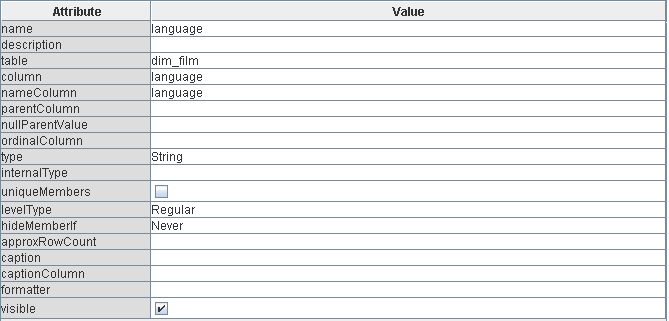 Attribute Value
name language
description
table dim_film
column language
nameColumn language
parentColumn
nullParentValue
ordinalColumn
type String
internalType
uniqueMembers
levelType Regular
hideMemberIf Never
approxRowCount
caption
captionColumn
formatter
visible